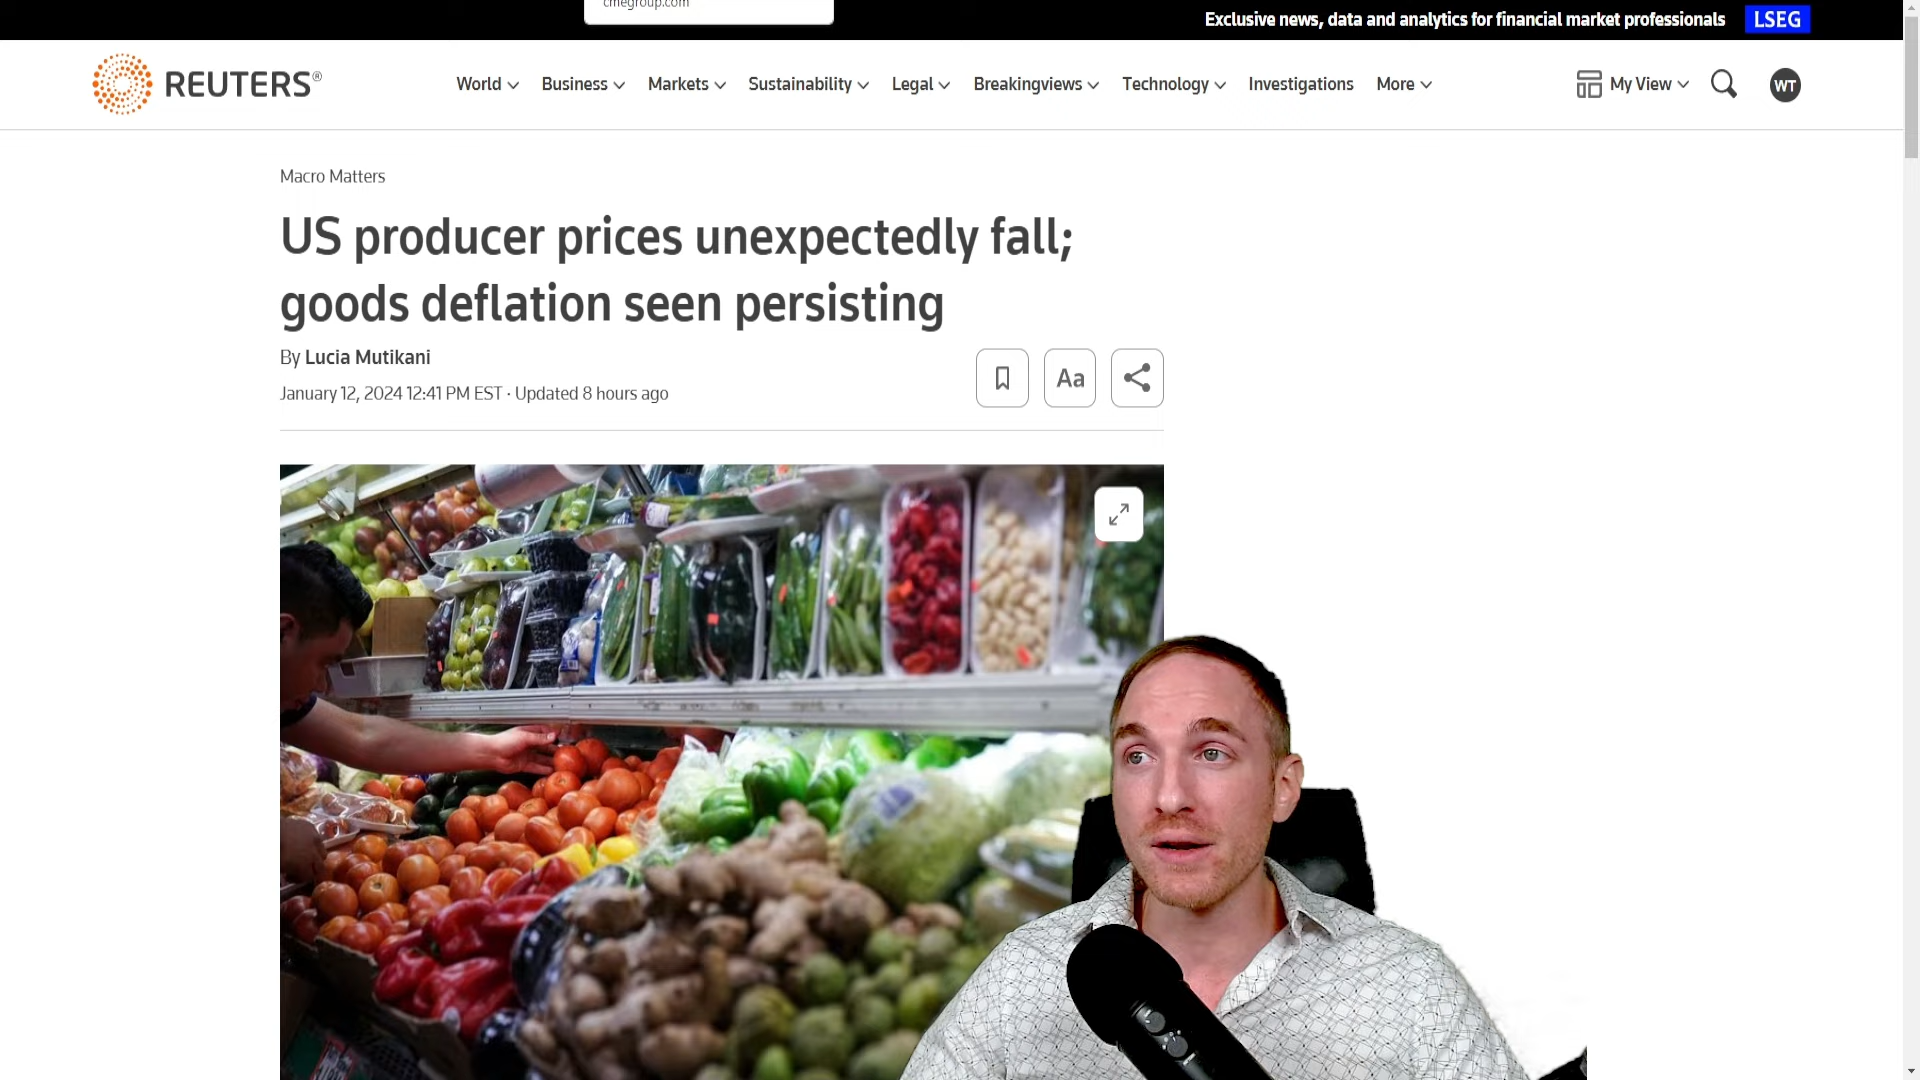 cmegroup.com
Exclusive news, data and analytics for financial market professionals LSEG
REUTERS®
World Business Markets Sustainability Legal Breakingviews Technology Investigations More My View WT
Macro Matters
US producer prices unexpectedly fall;
goods deflation seen persisting
By Lucia Mutikani
January 12, 2024 12:41 PM EST · Updated 8 hours ago
Aa